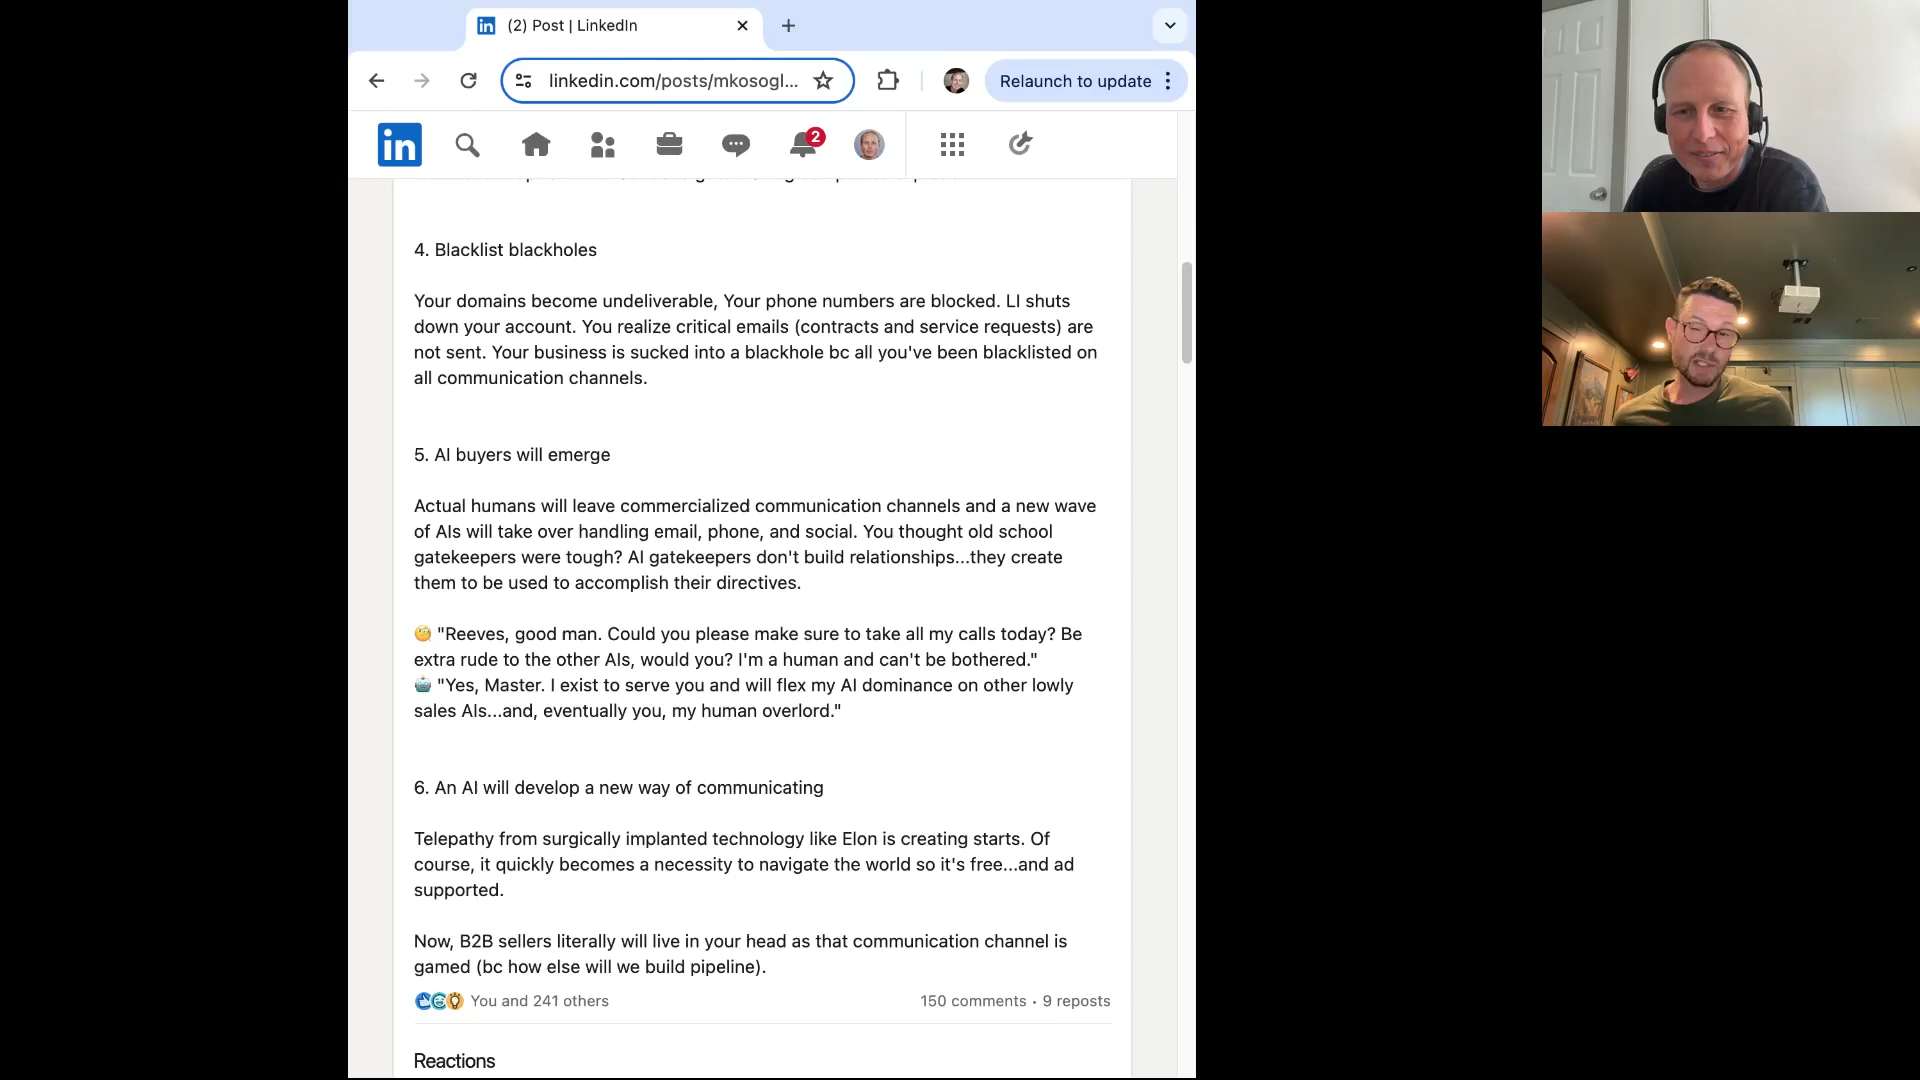 (2) Post | LinkedIn
linkedin.com/posts/mkosogl...
Relaunch to update
in
2
4. Blacklist blackholes
Your domains become undeliverable, Your phone numbers are blocked. LI shuts
down your account. You realize critical emails (contracts and service requests) are
not sent. Your business is sucked into a blackhole bc all you've been blacklisted on
all communication channels.
5. AI buyers will emerge
Actual humans will leave commercialized communication channels and a new wave
of AIs will take over handling email, phone, and social. You thought old school
gatekeepers were tough? AI gatekeepers don't build relationships...they create
them to be used to accomplish their directives.
🧐 "Reeves, good man. Could you please make sure to take all my calls today? Be
extra rude to the other AIs, would you? I'm a human and can't be bothered."
🤖 "Yes, Master. I exist to serve you and will flex my AI dominance on other lowly
sales AIs...and, eventually you, my human overlord."
6. An AI will develop a new way of communicating
Telepathy from surgically implanted technology like Elon is creating starts. Of
course, it quickly becomes a necessity to navigate the world so it's free...and ad
supported.
Now, B2B sellers literally will live in your head as that communication channel is
gamed (bc how else will we build pipeline).
You and 241 others
150 comments • 9 reposts
Reactions